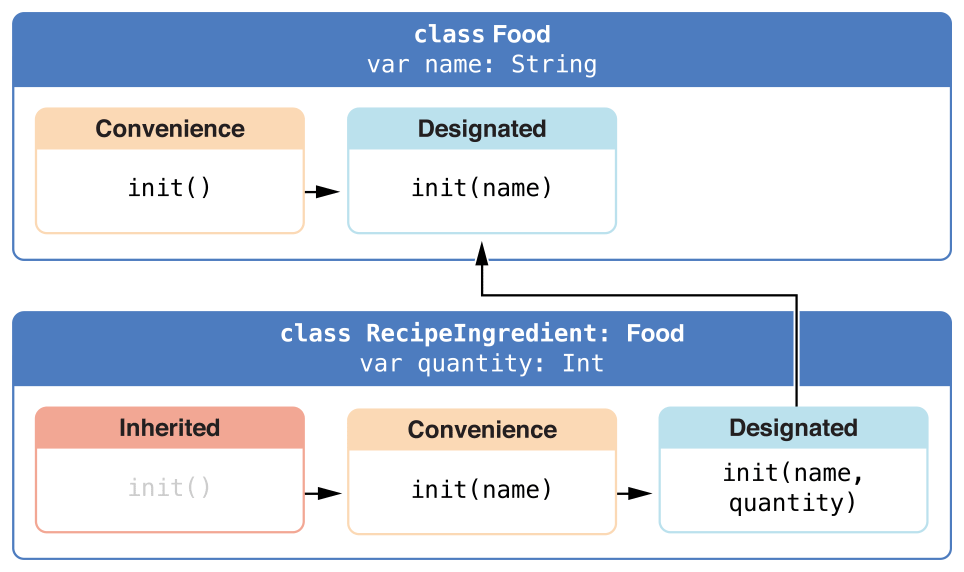 class Food
var name: String
Convenience
init()
Designated
init(name)
class RecipeIngredient: Food
var quantity: Int
Inherited
init()
Convenience
init(name)
Designated
init(name,
quantity)